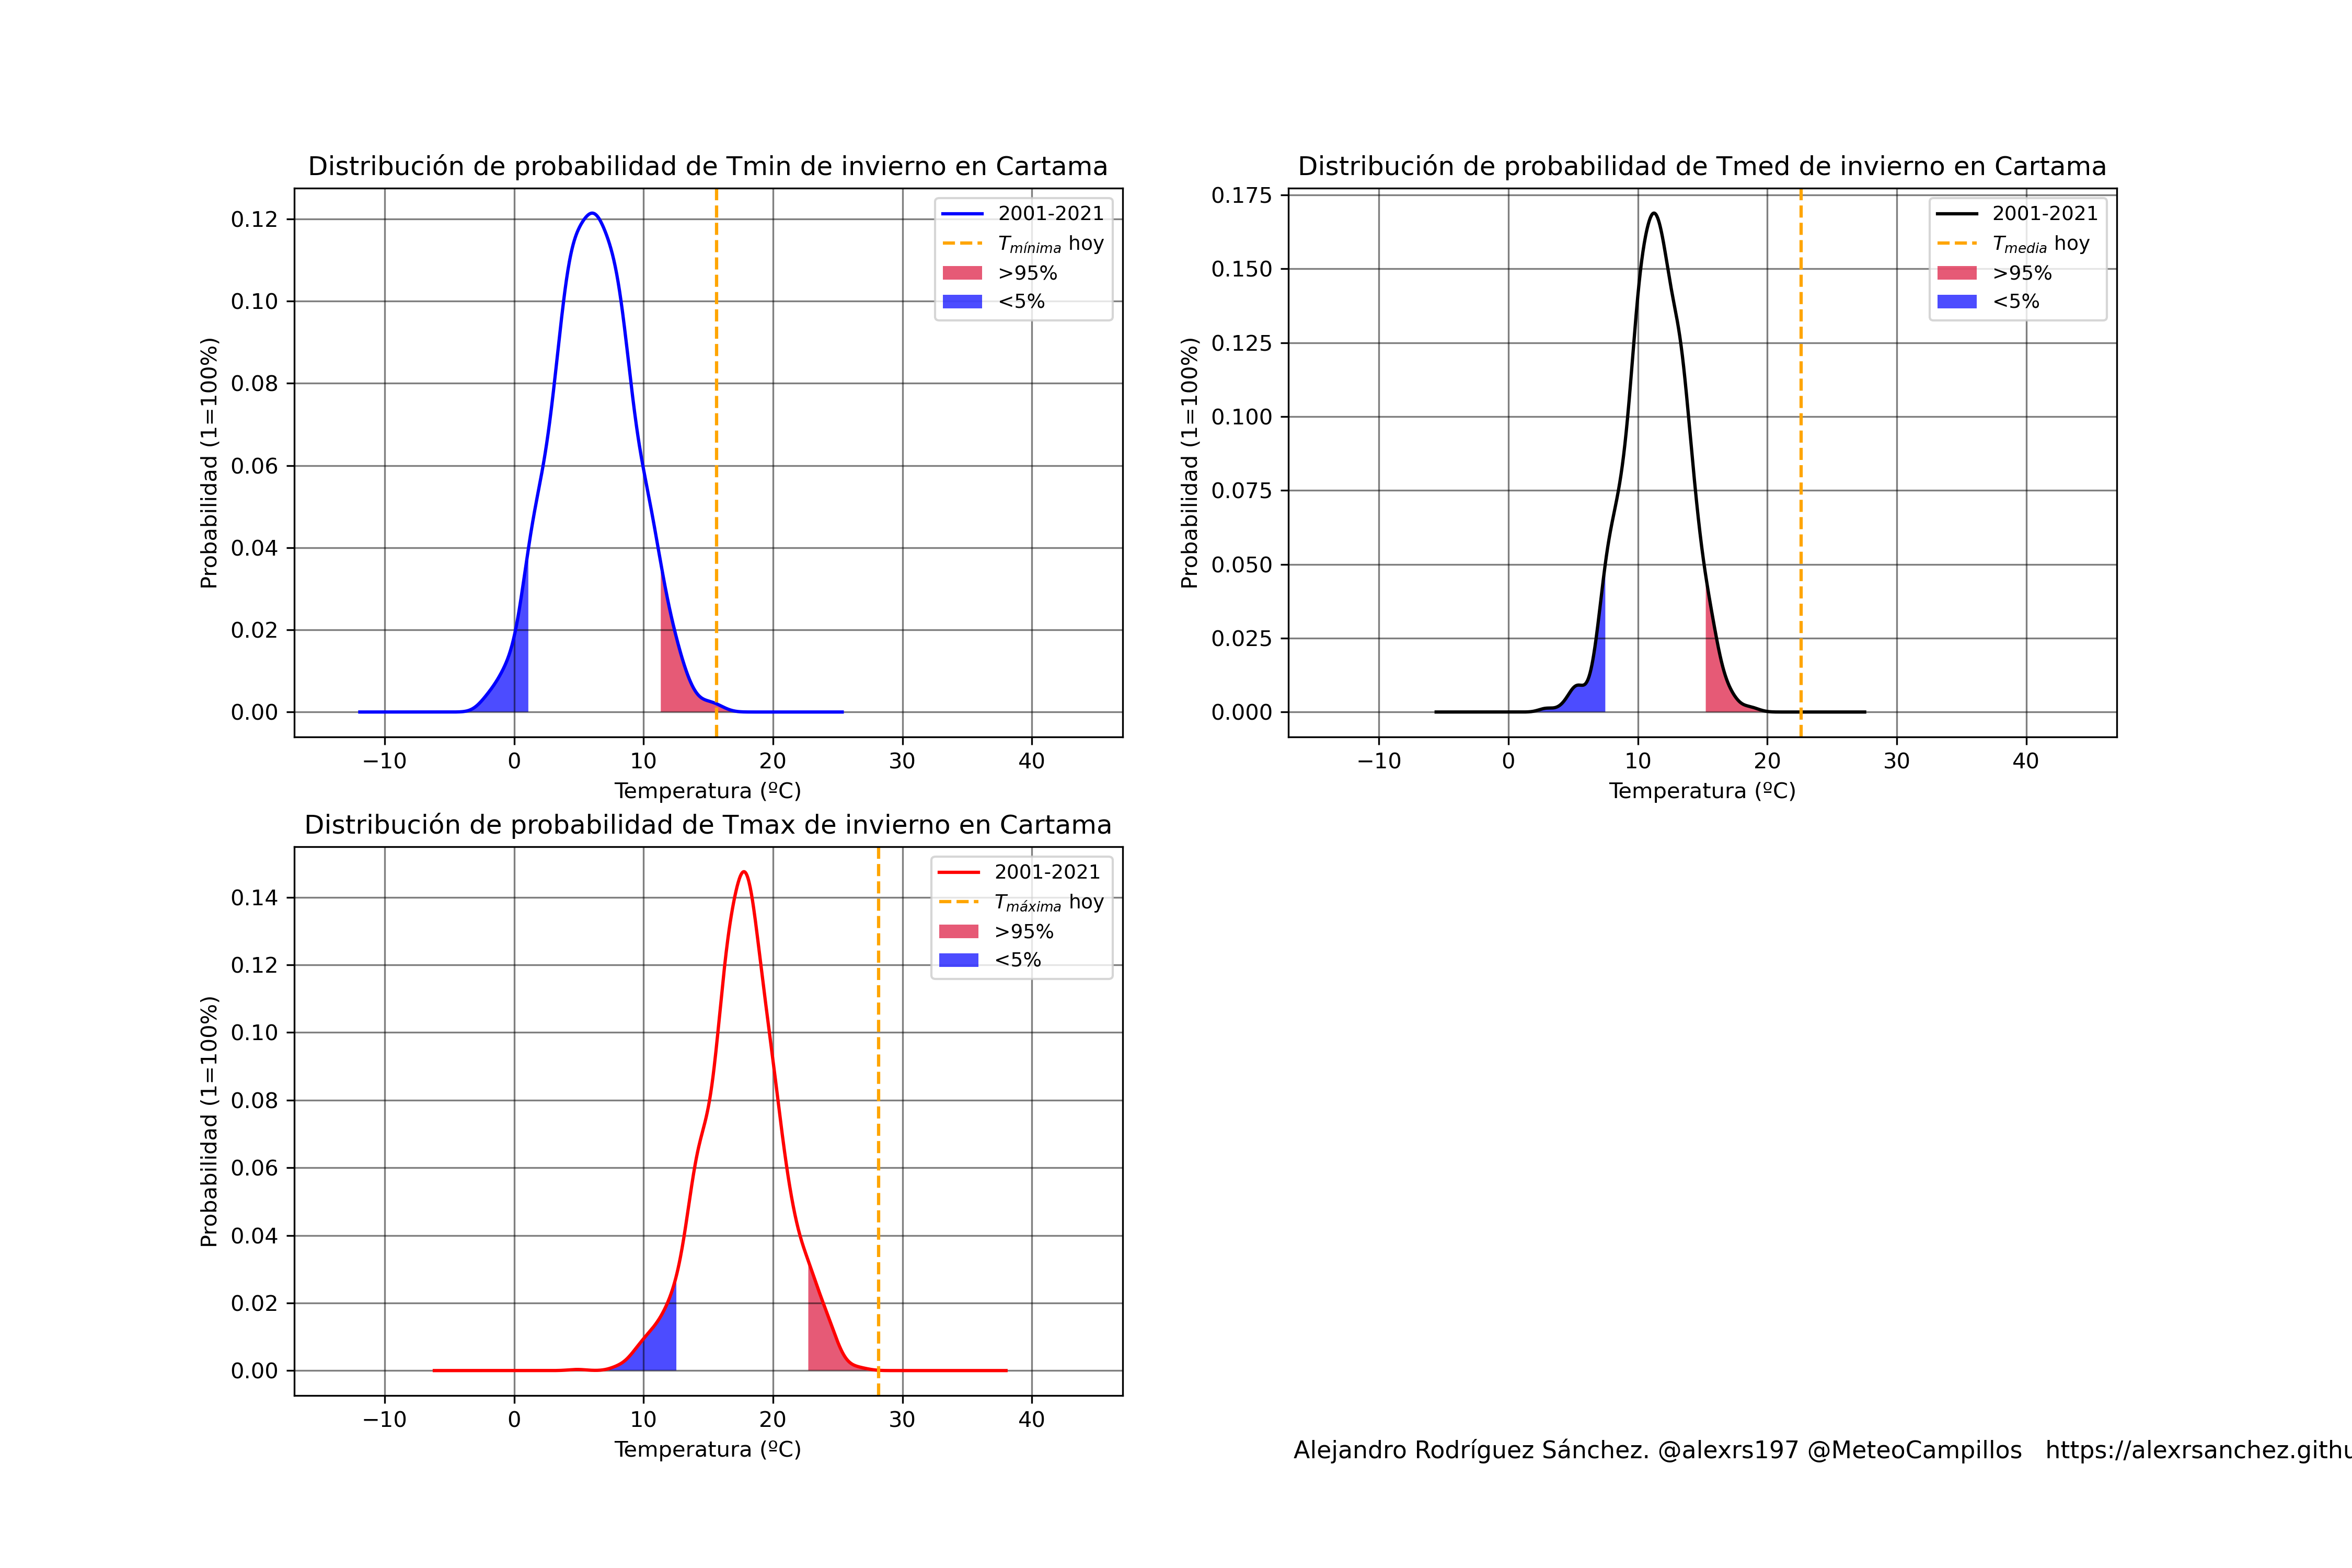 Distribución de probabilidad de Tmin de invierno en Cartama
0.12
0.10
0.08
0.06
0.04
0.02
0.00
Probabilidad (1=100%)
2001-2021
Tmínima hoy
>95%
<5%
−10 0 10 20 30 40
Temperatura (ºC)
Distribución de probabilidad de Tmed de invierno en Cartama
0.175
0.150
0.125
0.100
0.075
0.050
0.025
0.000
Probabilidad (1=100%)
2001-2021
Tmedia hoy
>95%
<5%
−10 0 10 20 30 40
Temperatura (ºC)
Distribución de probabilidad de Tmax de invierno en Cartama
0.14
0.12
0.10
0.08
0.06
0.04
0.02
0.00
Probabilidad (1=100%)
2001-2021
Tmáxima hoy
>95%
<5%
−10 0 10 20 30 40
Temperatura (ºC)
Alejandro Rodríguez Sánchez. @alexrs197 @MeteoCampillos https://alexrsanchez.githu